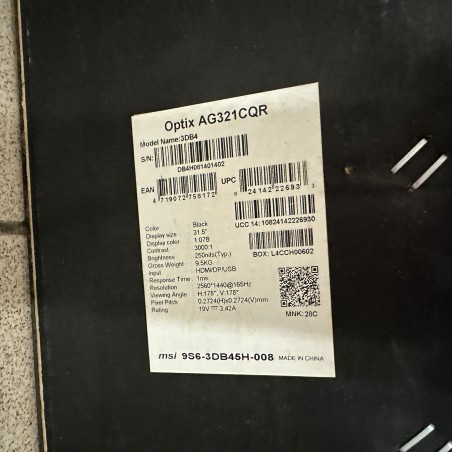 Optix AG321CQR
Model Name:3DB4
S/N:
DB4H081401402
EAN
4 719072 758172
UPC
8 24142 22693 3
UCC 14: 10824142226930
BOX: L4CCH00602
Color Black
Display size 31.5"
Display color 1.07B
Contrast 3000:1
Brightness 250nits(Typ.)
Gross Weight 9.5KG
Input HDMI/DP/USB
Response Time 1ms
Resolution 2560*1440@165Hz
Viewing Angle H:178°, V:178°
Pixel Pitch 0.2724(H)x0.2724(V)mm
Rating 19V ⎓ 3.42A
MNK: 28C
msi 9S6-3DB45H-008 MADE IN CHINA